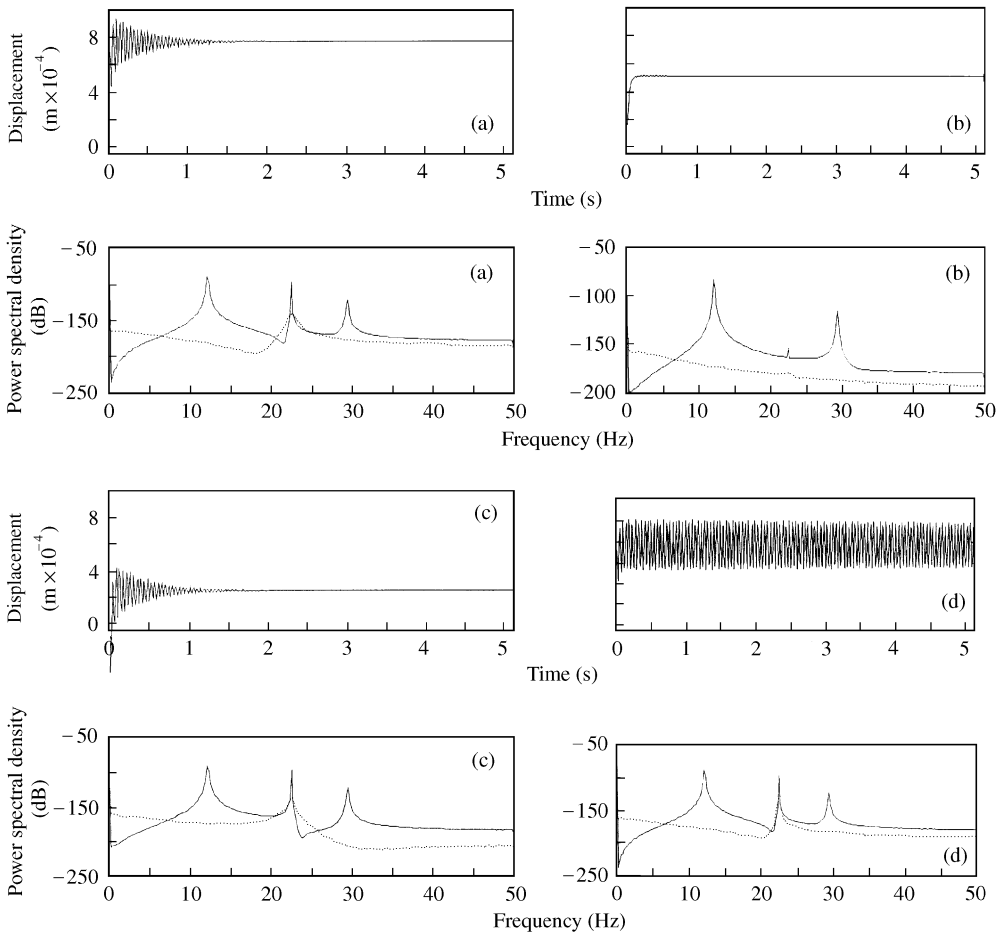 Displacement
(m×10⁻⁴)
8
4
0
(a)
(b)
0 1 2 3 4 5
0 1 2 3 4 5
Time (s)
Power spectral density
(dB)
−50
−150
−250
(a)
−50
−100
−150
−200
(b)
0 10 20 30 40 50
0 10 20 30 40 50
Frequency (Hz)
Displacement
(m×10⁻⁴)
8
4
0
(c)
(d)
0 1 2 3 4 5
0 1 2 3 4 5
Time (s)
Power spectral density
(dB)
−50
−150
−250
(c)
−50
−150
−250
(d)
0 10 20 30 40 50
0 10 20 30 40 50
Frequency (Hz)